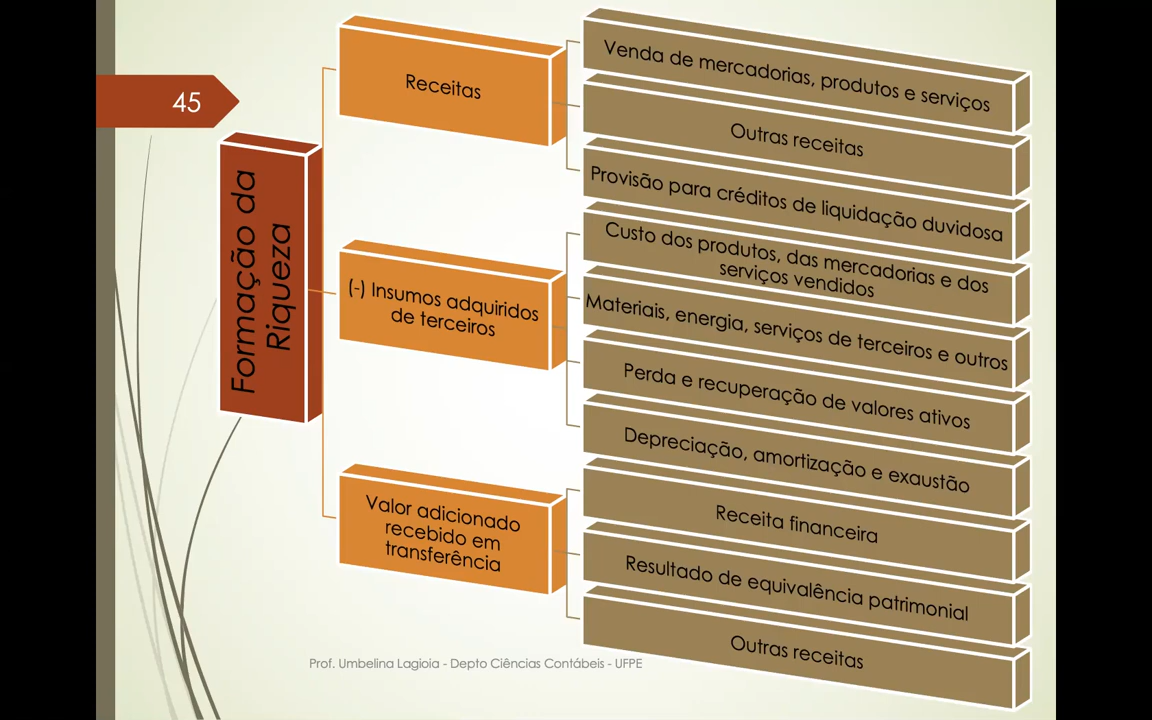 45
Formação da
Riqueza
Receitas
Venda de mercadorias, produtos e serviços
Outras receitas
Provisão para créditos de liquidação duvidosa
(-) Insumos adquiridos
de terceiros
Custo dos produtos, das mercadorias e dos
serviços vendidos
Materiais, energia, serviços de terceiros e outros
Perda e recuperação de valores ativos
Depreciação, amortização e exaustão
Valor adicionado
recebido em
transferência
Receita financeira
Resultado de equivalência patrimonial
Outras receitas
Prof. Umbelina Lagioia - Depto Ciências Contábeis - UFPE